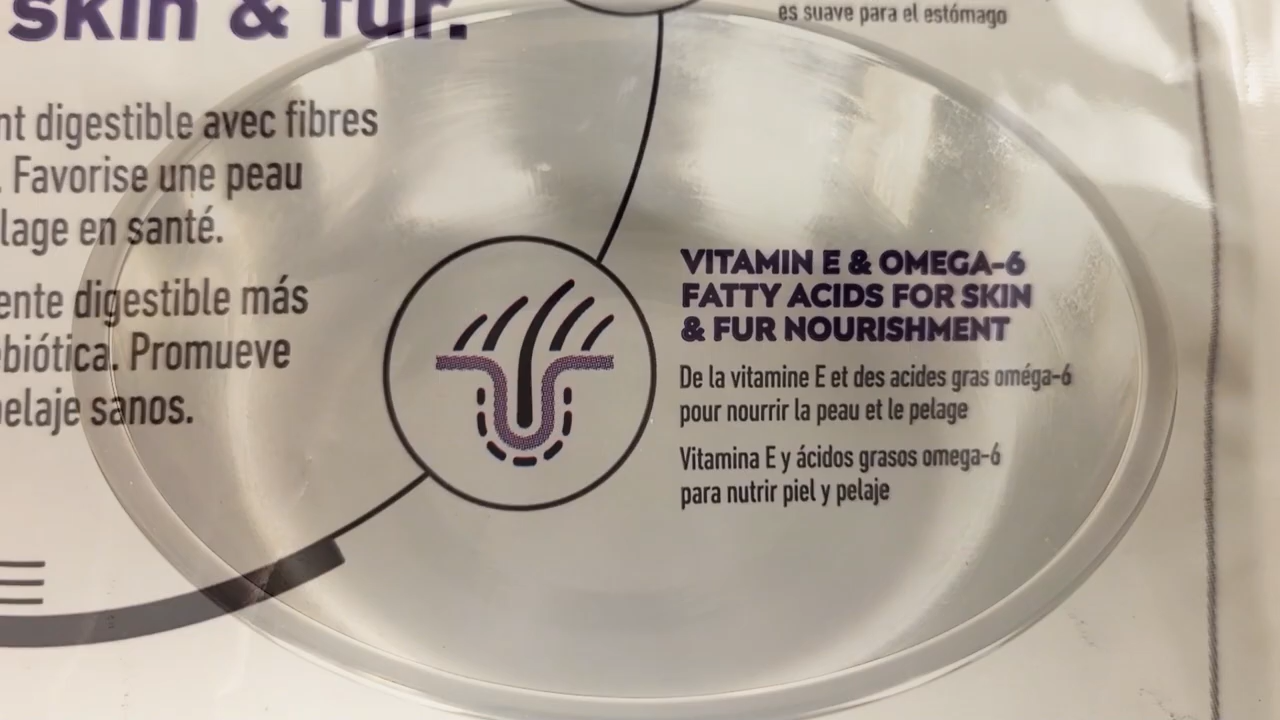 skin & fur.
nt digestible avec fibres
. Favorise une peau
lage en santé.
ente digestible más
ebiótica. Promueve
pelaje sanos.
es suave para el estómago
VITAMIN E & OMEGA-6
FATTY ACIDS FOR SKIN
& FUR NOURISHMENT
De la vitamine E et des acides gras oméga-6
pour nourrir la peau et le pelage
Vitamina E y ácidos grasos omega-6
para nutrir piel y pelaje